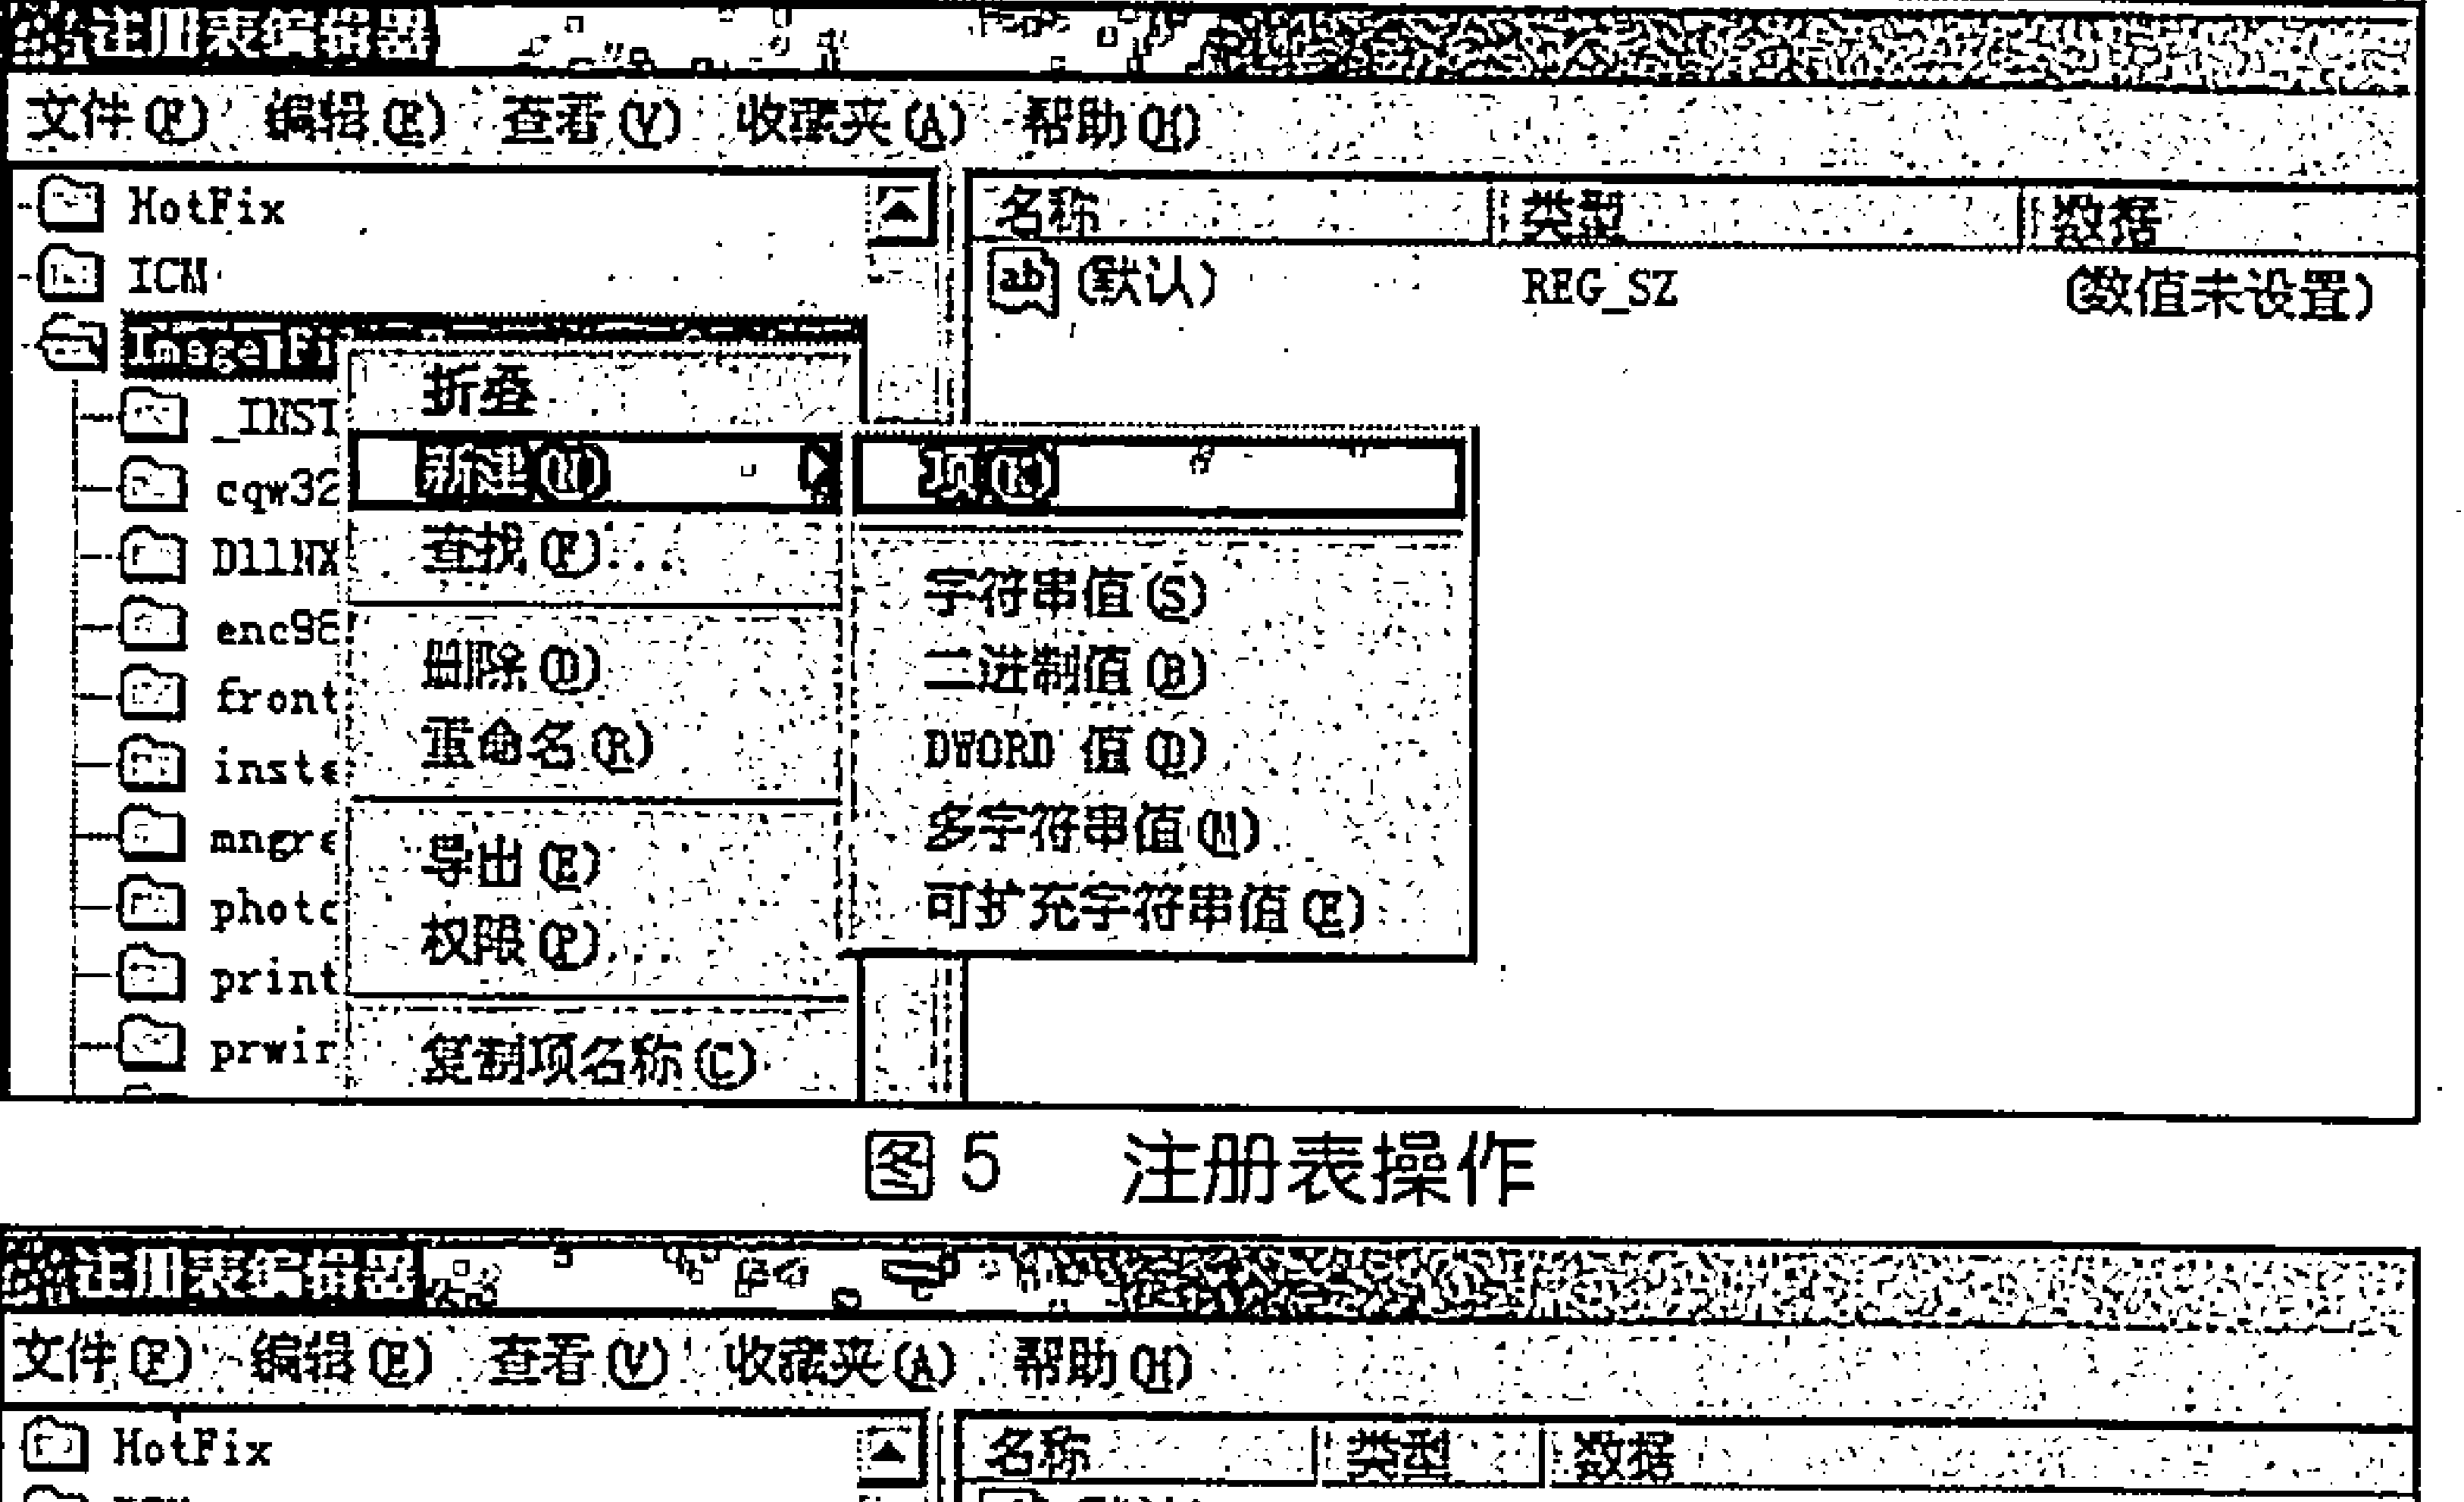 注册表编辑器
文件(F) 编辑(E) 查看(V) 收藏夹(A) 帮助(H)
HotFix
ICM
名称 类型 数据
(默认) REG_SZ (数值未设置)
折叠
新建(N)
查找(F)...
删除(D)
重命名(R)
导出(E)
权限(P)
复制项名称(C)
项(K)
字符串值(S)
二进制值(B)
DWORD 值(D)
多字符串值(M)
可扩充字符串值(E)
_INST
cqw32
DllNX
front
mngre
print
图5 注册表操作
注册表编辑器
文件(F) 编辑(E) 查看(V) 收藏夹(A) 帮助(H)
HotFix
名称 类型 数据